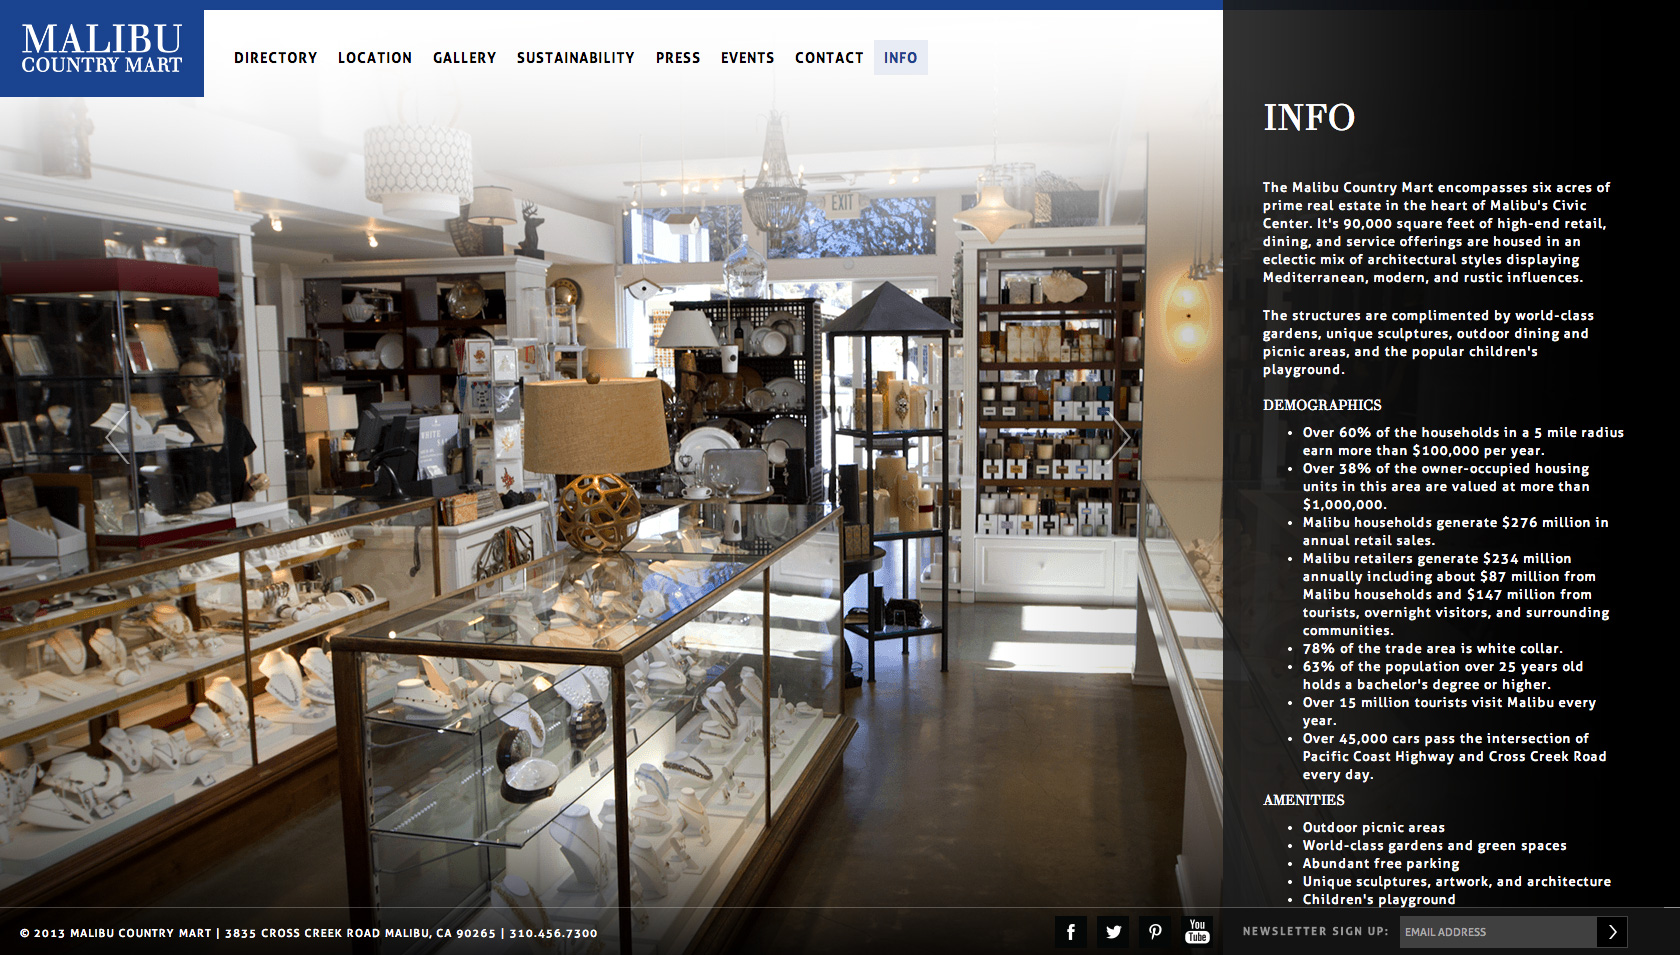 MALIBU
COUNTRY MART
DIRECTORY LOCATION GALLERY SUSTAINABILITY PRESS EVENTS CONTACT INFO
EXIT
WHITE
INFO
The Malibu Country Mart encompasses six acres of
prime real estate in the heart of Malibu's Civic
Center. It's 90,000 square feet of high-end retail,
dining, and service offerings are housed in an
eclectic mix of architectural styles displaying
Mediterranean, modern, and rustic influences.
The structures are complimented by world-class
gardens, unique sculptures, outdoor dining and
picnic areas, and the popular children's
playground.
DEMOGRAPHICS
• Over 60% of the households in a 5 mile radius
earn more than $100,000 per year.
• Over 38% of the owner-occupied housing
units in this area are valued at more than
$1,000,000.
• Malibu households generate $276 million in
annual retail sales.
• Malibu retailers generate $234 million
annually including about $87 million from
Malibu households and $147 million from
tourists, overnight visitors, and surrounding
communities.
• 78% of the trade area is white collar.
• 63% of the population over 25 years old
holds a bachelor's degree or higher.
• Over 15 million tourists visit Malibu every
year.
• Over 45,000 cars pass the intersection of
Pacific Coast Highway and Cross Creek Road
every day.
AMENITIES
• Outdoor picnic areas
• World-class gardens and green spaces
• Abundant free parking
• Unique sculptures, artwork, and architecture
• Children's playground
© 2013 MALIBU COUNTRY MART | 3835 CROSS CREEK ROAD MALIBU, CA 90265 | 310.456.7300
You
Tube
NEWSLETTER SIGN UP: EMAIL ADDRESS